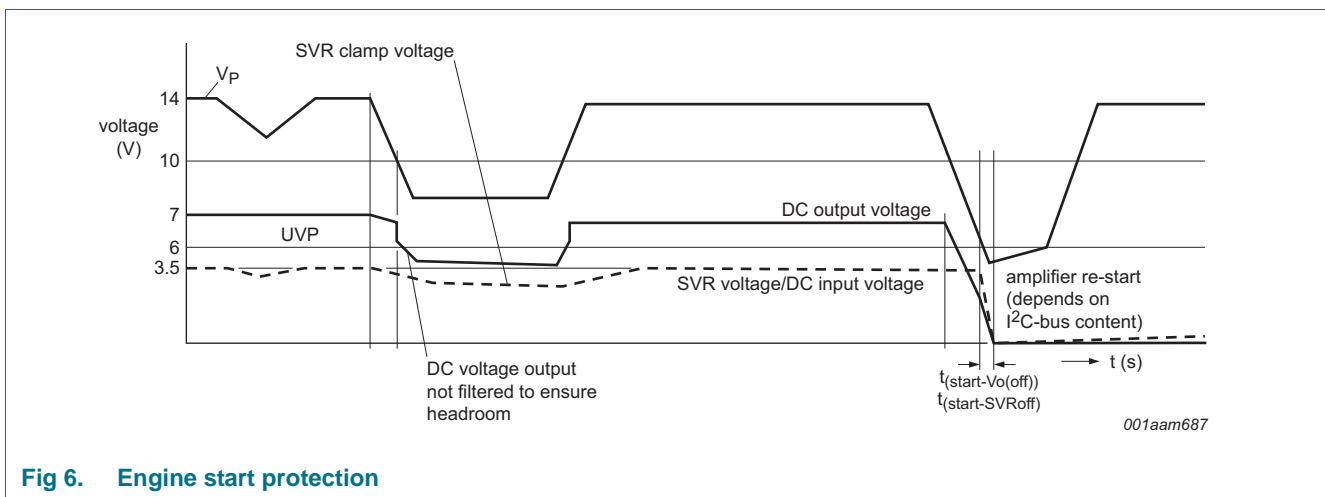 SVR clamp voltage
VP
14
voltage
(V)
10
7
DC output voltage
UVP
6
3.5
SVR voltage/DC input voltage
amplifier re-start
(depends on
I2C-bus content)
DC voltage output
not filtered to ensure
headroom
t (s)
t(start-Vo(off))
t(start-SVRoff)
001aam687
Fig 6. Engine start protection